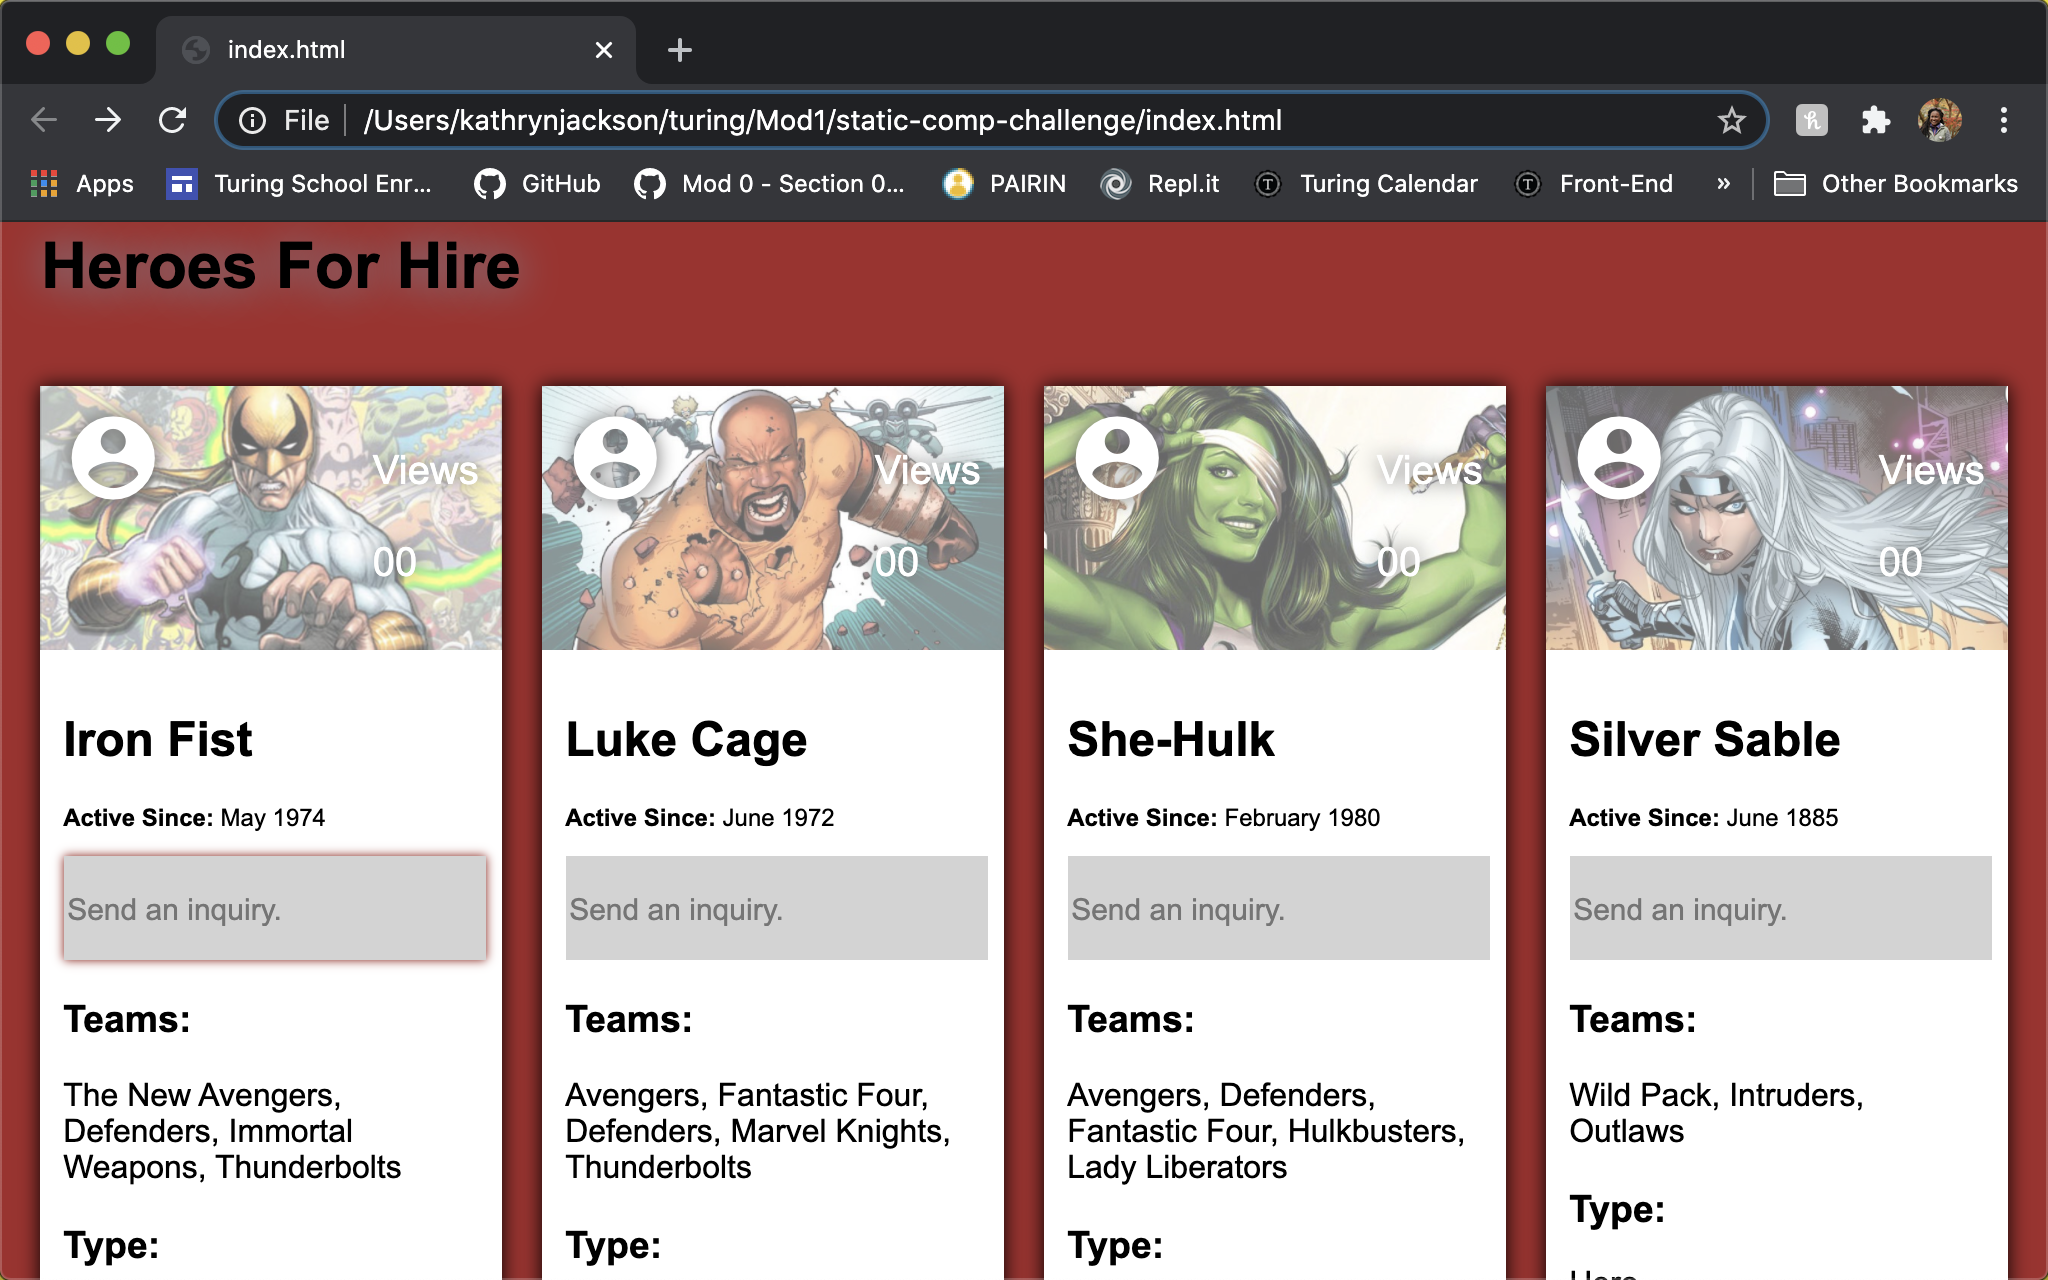 index.html
File
/Users/kathrynjackson/turing/Mod1/static-comp-challenge/index.html
Apps
Turing School Enr...
GitHub
Mod 0 - Section 0...
PAIRIN
Repl.it
Turing Calendar
Front-End
»
Other Bookmarks
Heroes For Hire
Views
00
Iron Fist
Active Since: May 1974
Send an inquiry.
Teams:
The New Avengers,
Defenders, Immortal
Weapons, Thunderbolts
Type:
Views
00
Luke Cage
Active Since: June 1972
Send an inquiry.
Teams:
Avengers, Fantastic Four,
Defenders, Marvel Knights,
Thunderbolts
Type:
Views
00
She-Hulk
Active Since: February 1980
Send an inquiry.
Teams:
Avengers, Defenders,
Fantastic Four, Hulkbusters,
Lady Liberators
Type:
Views
00
Silver Sable
Active Since: June 1885
Send an inquiry.
Teams:
Wild Pack, Intruders,
Outlaws
Type: